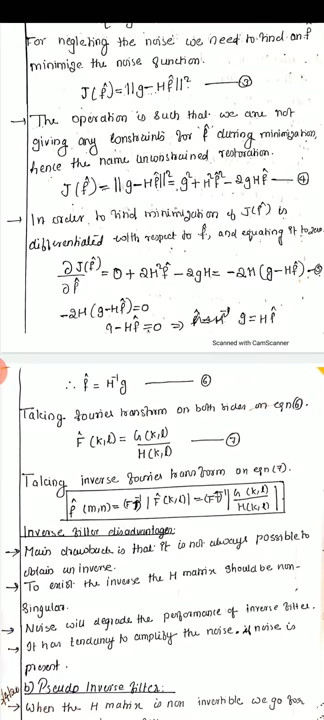 For negleting the noise we need to find an f̂
minimize the noise function.
J(f̂) = ||g-Hf̂||² —— ③
→ The operation is such that we are not
giving any constraints for f̂ during minimization,
hence the name unconstrained restoration.
J(f̂) = ||g-Hf̂||² = g² + H²f̂² - 2gHf̂ —— ④
→ In order to find minimization of J(f̂) is
differentiated with respect to f̂, and equating it to zero.
∂J(f̂)/∂f̂ = 0 + 2H²f̂ - 2gH = -2H(g-Hf̂) - ⑤
-2H(g-Hf̂) = 0
g-Hf̂ = 0 ⇒ g = Hf̂
Scanned with CamScanner
∴ f̂ = H⁻¹g —— ⑥
Taking fourier transform on both sides on eqn(6).
F̂(k,l) = G(k,l)/H(k,l) —— ⑦
Taking inverse fourier transform on eqn(7).
f̂(m,n) = (FT)⁻¹|F̂(k,l)| = (FT)⁻¹|G(k,l)/H(k,l)|
Inverse filter disadvantages:
→ Main drawback is that it is not always possible to
obtain an inverse.
→ To exist the inverse the H matrix should be non-
Singular.
→ Noise will degrade the performance of inverse filter.
→ It has tendancy to amplify the noise. if noise is
present.
b) Pseudo Inverse filter:
→ When the H matrix is non invertible we go for